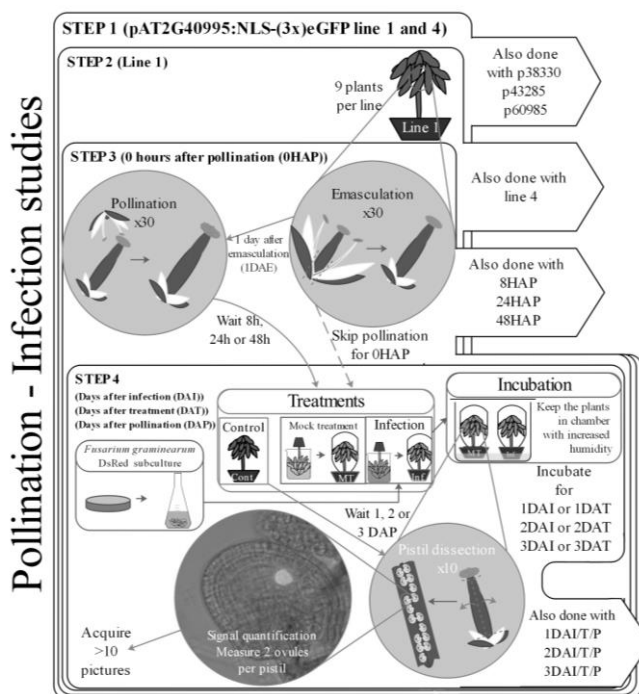 Pollination - Infection studies
STEP 1 (pAT2G40995:NLS-(3x)eGFP line 1 and 4)
Also done
with p38330
p43285
p60985
STEP 2 (Line 1)
9 plants
per line
Line 1
Also done with
line 4
STEP 3 (0 hours after pollination (0HAP))
Pollination
x30
Emasculation
x30
1 day after
emasculation
(1DAE)
Also done with
8HAP
24HAP
48HAP
Wait 8h,
24h or 48h
Skip pollination
for 0HAP
STEP 4
(Days after infection (DAI))
(Days after treatment (DAT))
(Days after pollination (DAP))
Treatments
Control
Cont
Mock treatment
MT
Infection
Inf
Incubation
Keep the plants
in chamber
with increased
humidity
Fusarium graminearum
DsRed subculture
Incubate
for
1DAI or 1DAT
2DAI or 2DAT
3DAI or 3DAT
Wait 1, 2 or
3 DAP
Pistil dissection
x10
Signal quantification
Measure 2 ovules
per pistil
Acquire
>10
pictures
Also done with
1DAI/T/P
2DAI/T/P
3DAI/T/P